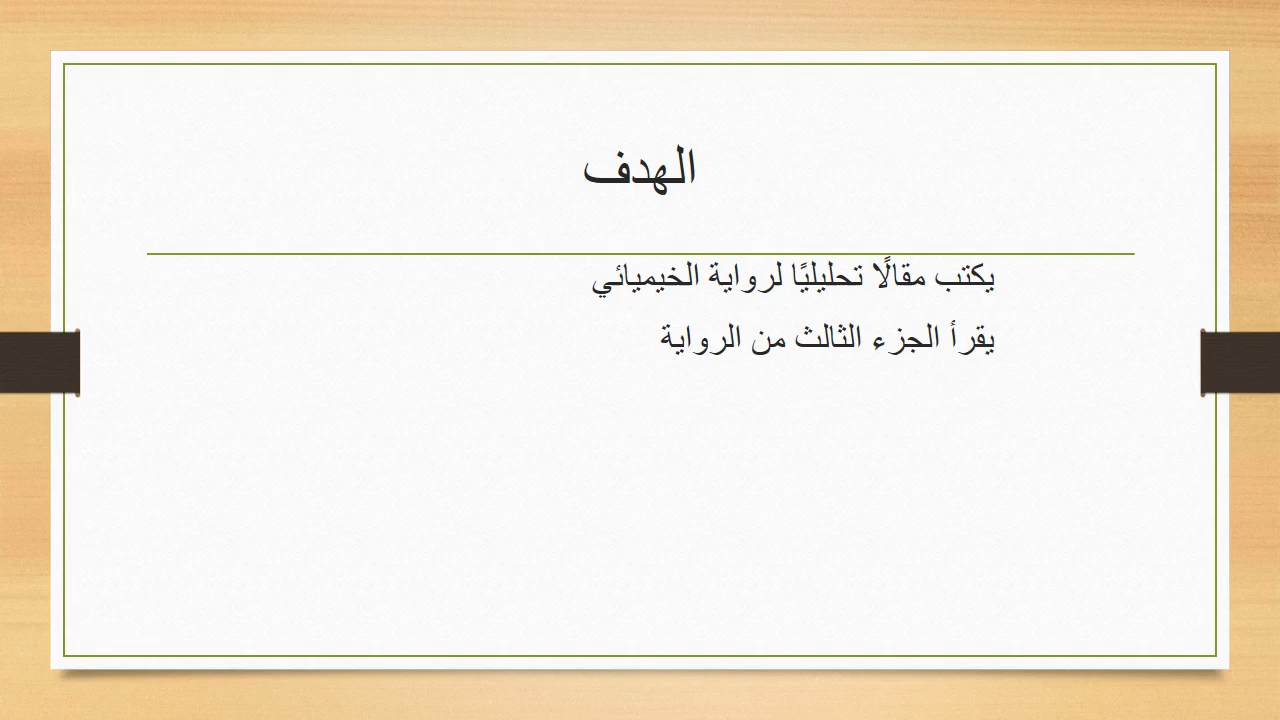 الهدف
يكتب مقالًا تحليليًا لرواية الخيميائي
يقرأ الجزء الثالث من الرواية